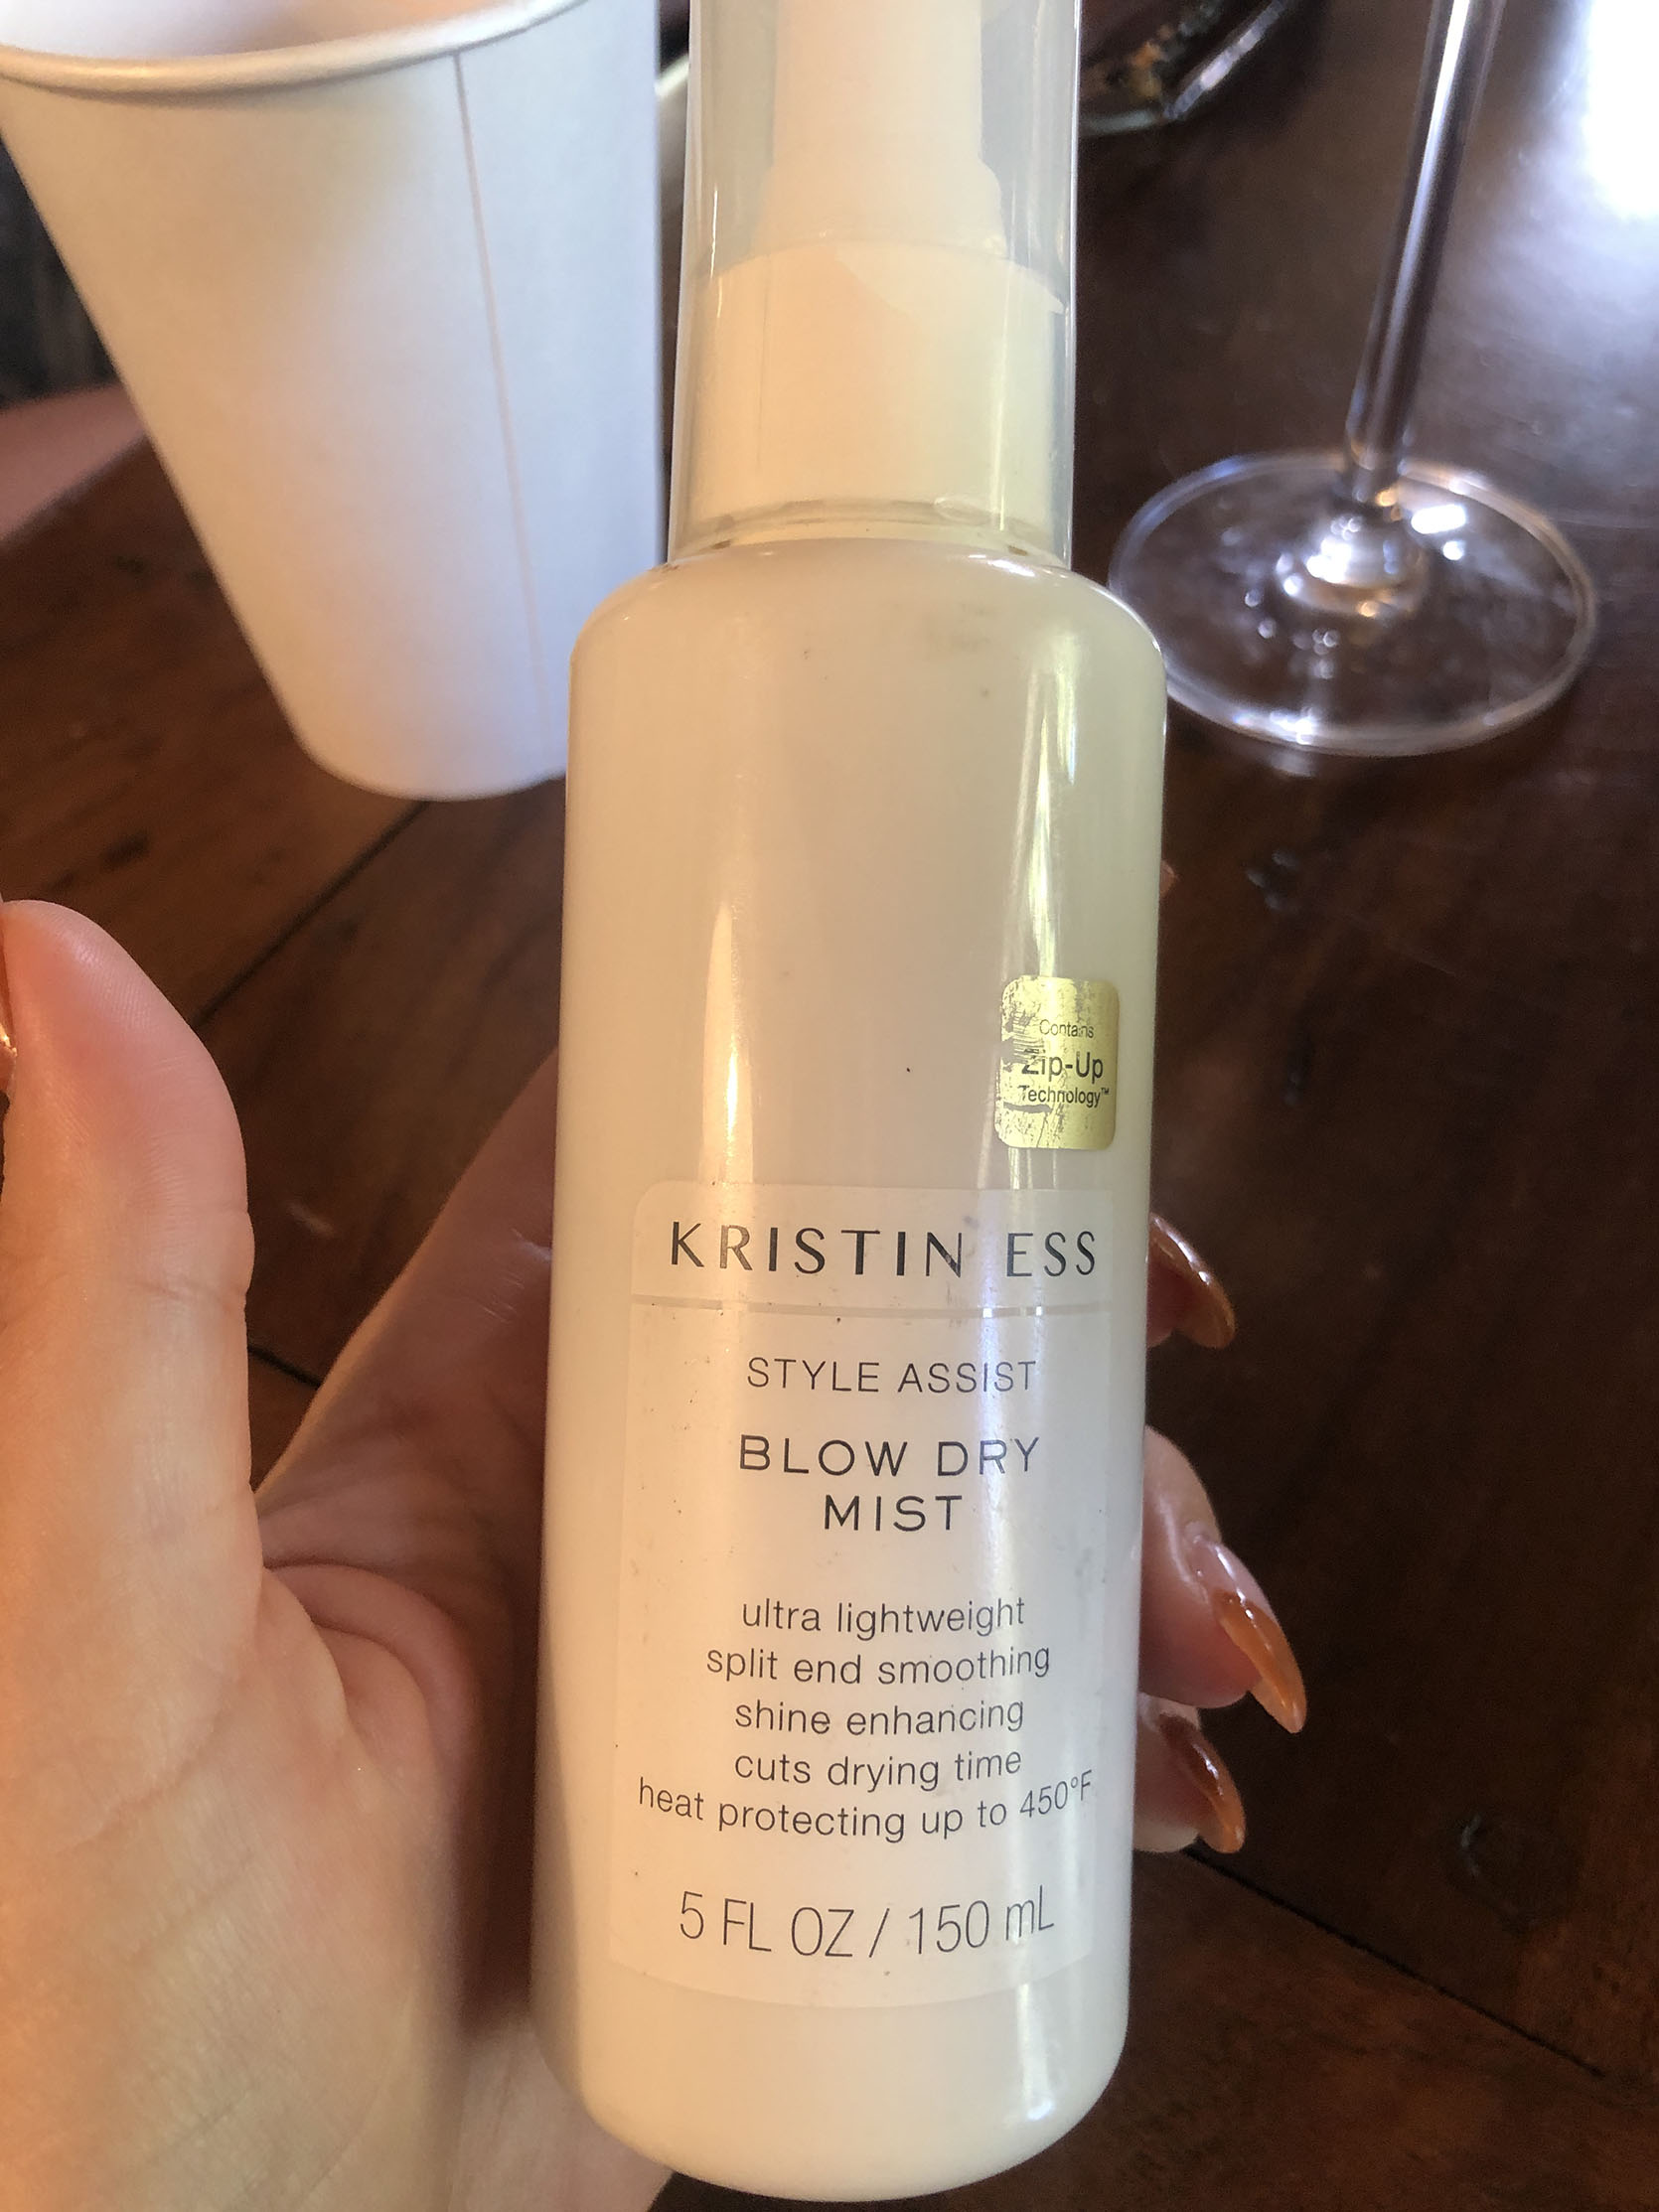 Contains
Zip-Up
Technology™
KRISTIN ESS
STYLE ASSIST
BLOW DRY
MIST
ultra lightweight
split end smoothing
shine enhancing
cuts drying time
heat protecting up to 450°F
5 FL OZ / 150 mL